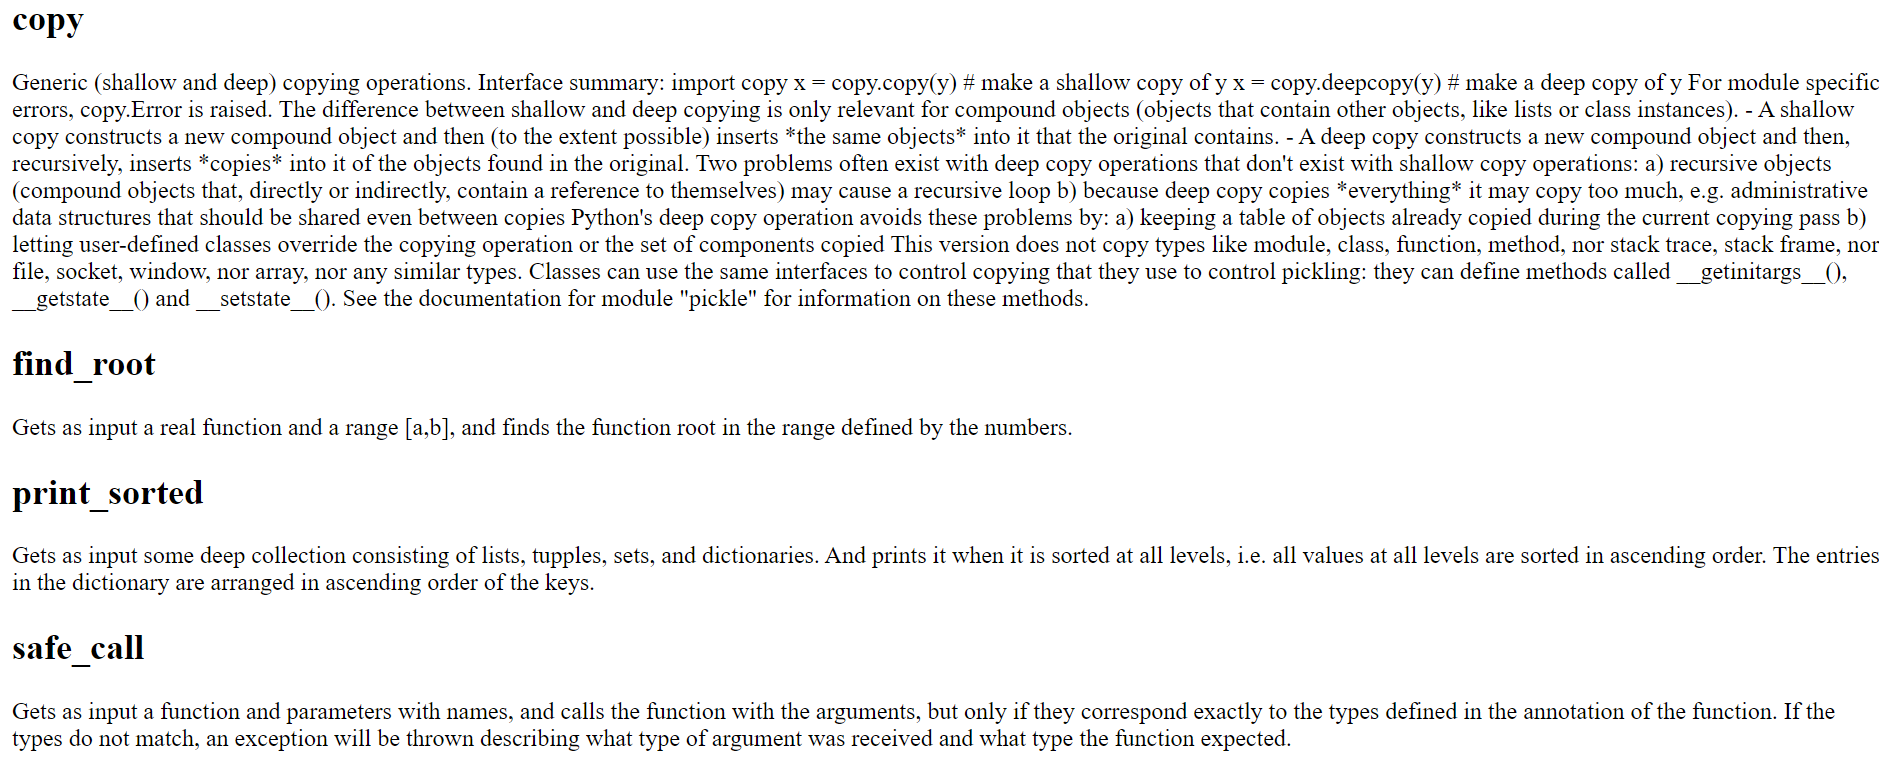 copy
Generic (shallow and deep) copying operations. Interface summary: import copy x = copy.copy(y) # make a shallow copy of y x = copy.deepcopy(y) # make a deep copy of y For module specific
errors, copy.Error is raised. The difference between shallow and deep copying is only relevant for compound objects (objects that contain other objects, like lists or class instances). - A shallow
copy constructs a new compound object and then (to the extent possible) inserts *the same objects* into it that the original contains. - A deep copy constructs a new compound object and then,
recursively, inserts *copies* into it of the objects found in the original. Two problems often exist with deep copy operations that don't exist with shallow copy operations: a) recursive objects
(compound objects that, directly or indirectly, contain a reference to themselves) may cause a recursive loop b) because deep copy copies *everything* it may copy too much, e.g. administrative
data structures that should be shared even between copies Python's deep copy operation avoids these problems by: a) keeping a table of objects already copied during the current copying pass b)
letting user-defined classes override the copying operation or the set of components copied This version does not copy types like module, class, function, method, nor stack trace, stack frame, nor
file, socket, window, nor array, nor any similar types. Classes can use the same interfaces to control copying that they use to control pickling: they can define methods called __getinitargs__(),
__getstate__() and __setstate__(). See the documentation for module "pickle" for information on these methods.
find_root
Gets as input a real function and a range [a,b], and finds the function root in the range defined by the numbers.
print_sorted
Gets as input some deep collection consisting of lists, tupples, sets, and dictionaries. And prints it when it is sorted at all levels, i.e. all values at all levels are sorted in ascending order. The entries
in the dictionary are arranged in ascending order of the keys.
safe_call
Gets as input a function and parameters with names, and calls the function with the arguments, but only if they correspond exactly to the types defined in the annotation of the function. If the
types do not match, an exception will be thrown describing what type of argument was received and what type the function expected.